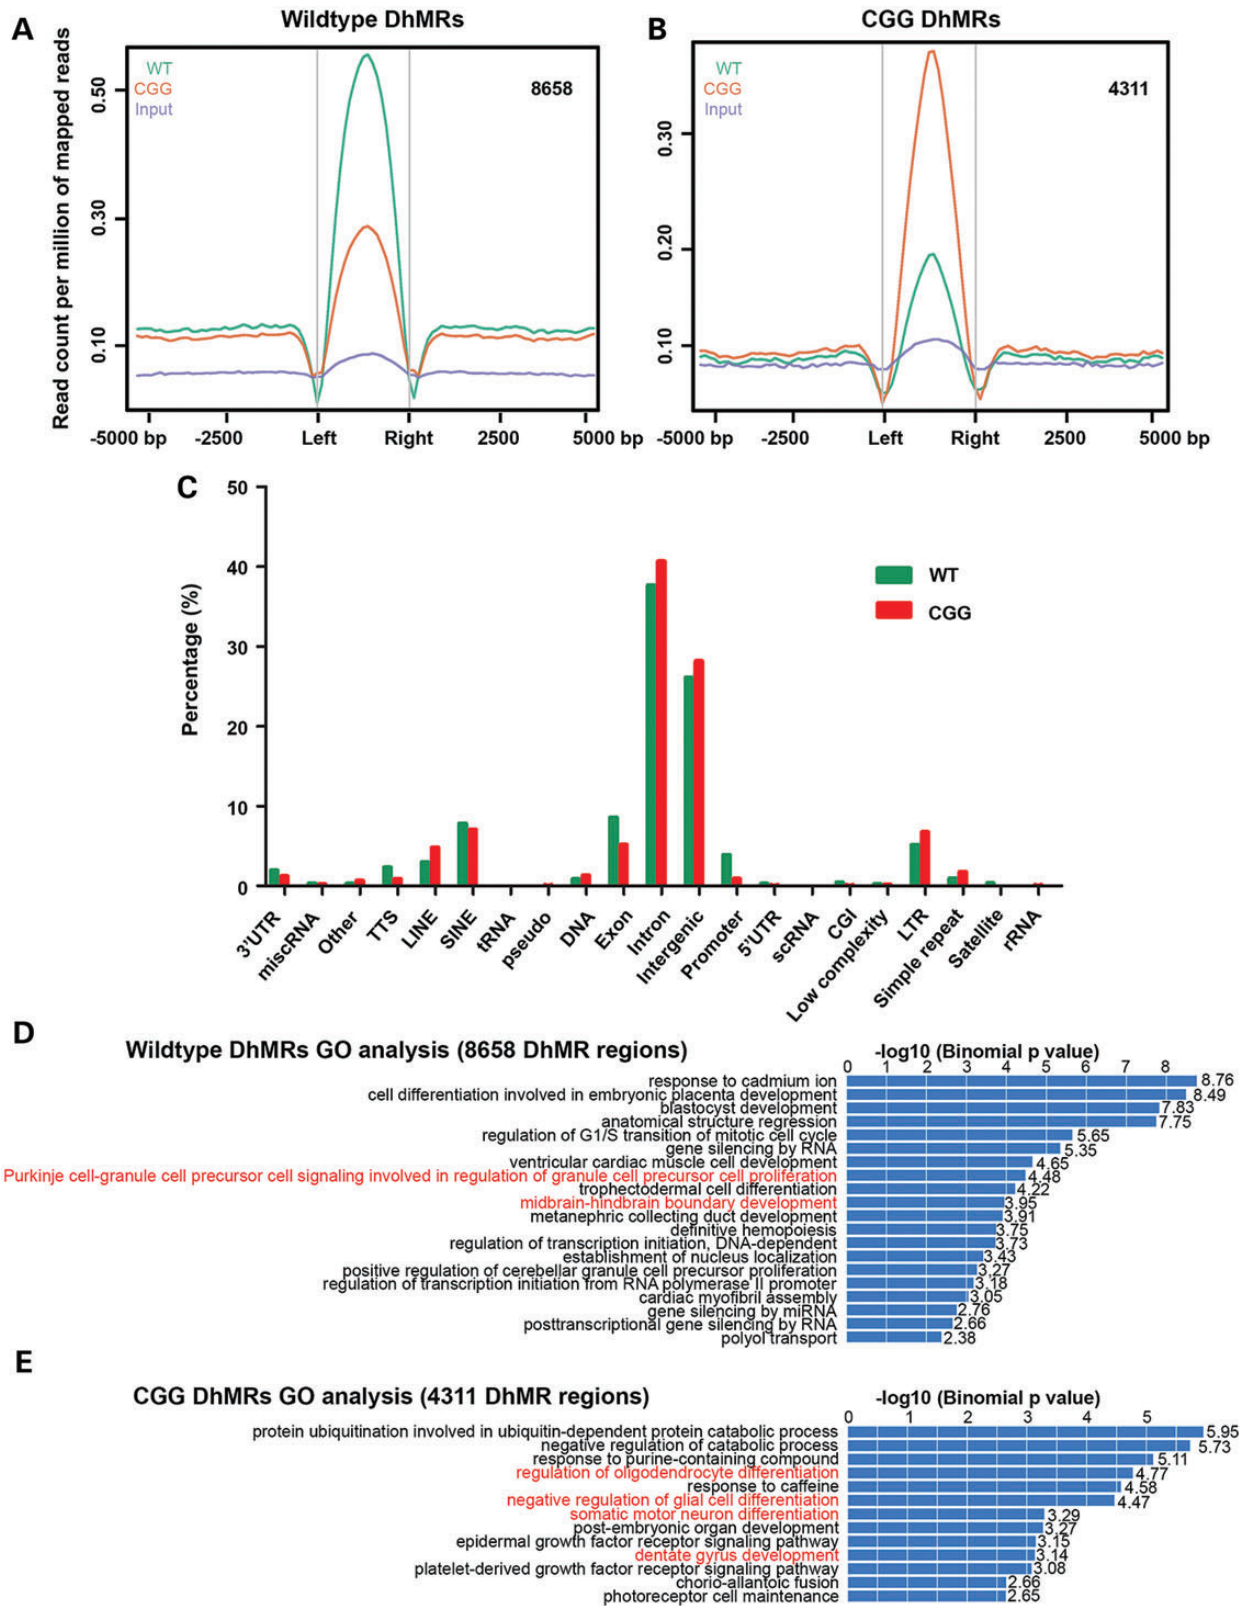 A
Wildtype DhMRs
Read count per million of mapped reads
0.50
0.30
0.10
WT
CGG
Input
8658
-5000 bp
-2500
Left
Right
2500
5000 bp
B
CGG DhMRs
0.30
0.20
0.10
WT
CGG
Input
4311
-5000 bp
-2500
Left
Right
2500
5000 bp
C
Percentage (%)
50
40
30
20
10
0
WT
CGG
3'UTR
miscRNA
Other
TTS
LINE
SINE
tRNA
pseudo
DNA
Exon
Intron
Intergenic
Promoter
5'UTR
scRNA
CGI
Low complexity
LTR
Simple repeat
Satellite
rRNA
D
Wildtype DhMRs GO analysis (8658 DhMR regions)
-log10 (Binomial p value)
0 1 2 3 4 5 6 7 8
response to cadmium ion 8.76
cell differentiation involved in embryonic placenta development 8.49
blastocyst development 7.83
anatomical structure regression 7.75
regulation of G1/S transition of mitotic cell cycle 5.65
gene silencing by RNA 5.35
ventricular cardiac muscle cell development 4.65
Purkinje cell-granule cell precursor cell signaling involved in regulation of granule cell precursor cell proliferation 4.48
trophectodermal cell differentiation 4.22
midbrain-hindbrain boundary development 3.95
metanephric collecting duct development 3.91
definitive hemopoiesis 3.75
regulation of transcription initiation, DNA-dependent 3.73
establishment of nucleus localization 3.43
positive regulation of cerebellar granule cell precursor proliferation 3.27
regulation of transcription initiation from RNA polymerase II promoter 3.18
cardiac myofibril assembly 3.05
gene silencing by miRNA 2.76
posttranscriptional gene silencing by RNA 2.66
polyol transport 2.38
E
CGG DhMRs GO analysis (4311 DhMR regions)
-log10 (Binomial p value)
0 1 2 3 4 5
protein ubiquitination involved in ubiquitin-dependent protein catabolic process 5.95
negative regulation of catabolic process 5.73
response to purine-containing compound 5.11
regulation of oligodendrocyte differentiation 4.77
response to caffeine 4.58
negative regulation of glial cell differentiation 4.47
somatic motor neuron differentiation 3.29
post-embryonic organ development 3.27
epidermal growth factor receptor signaling pathway 3.15
dentate gyrus development 3.14
platelet-derived growth factor receptor signaling pathway 3.08
chorio-allantoic fusion 2.66
photoreceptor cell maintenance 2.65